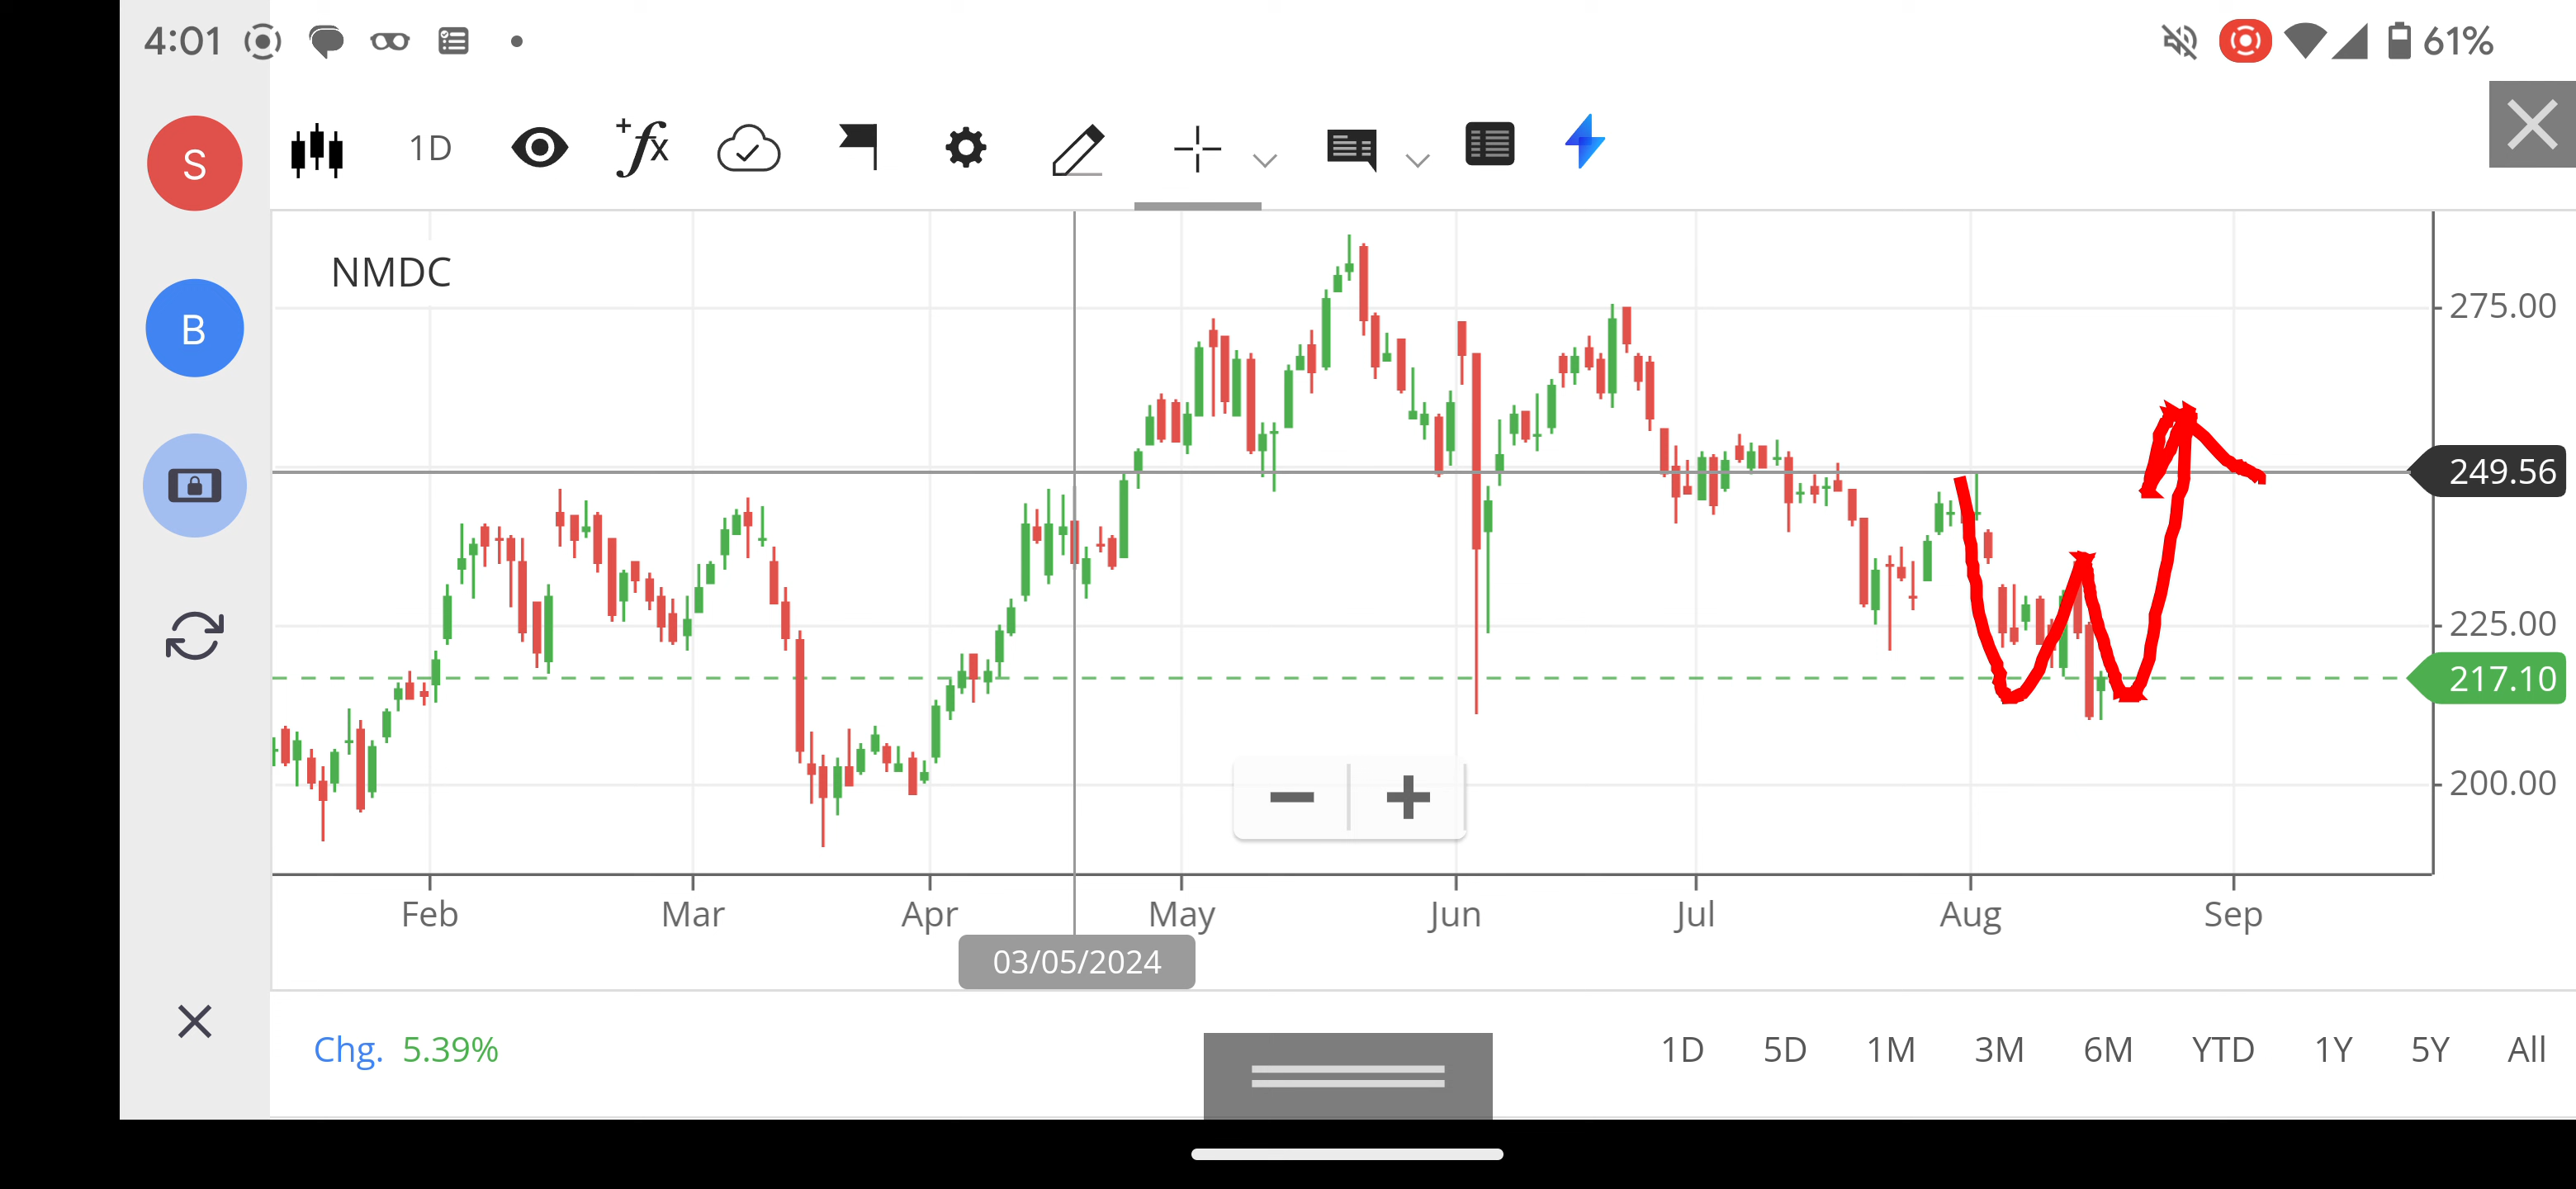 4:01 61%
S
1D
B
NMDC
275.00
249.56
225.00
217.10
200.00
Feb Mar Apr May Jun Jul Aug Sep
03/05/2024
Chg. 5.39% 1D 5D 1M 3M 6M YTD 1Y 5Y All